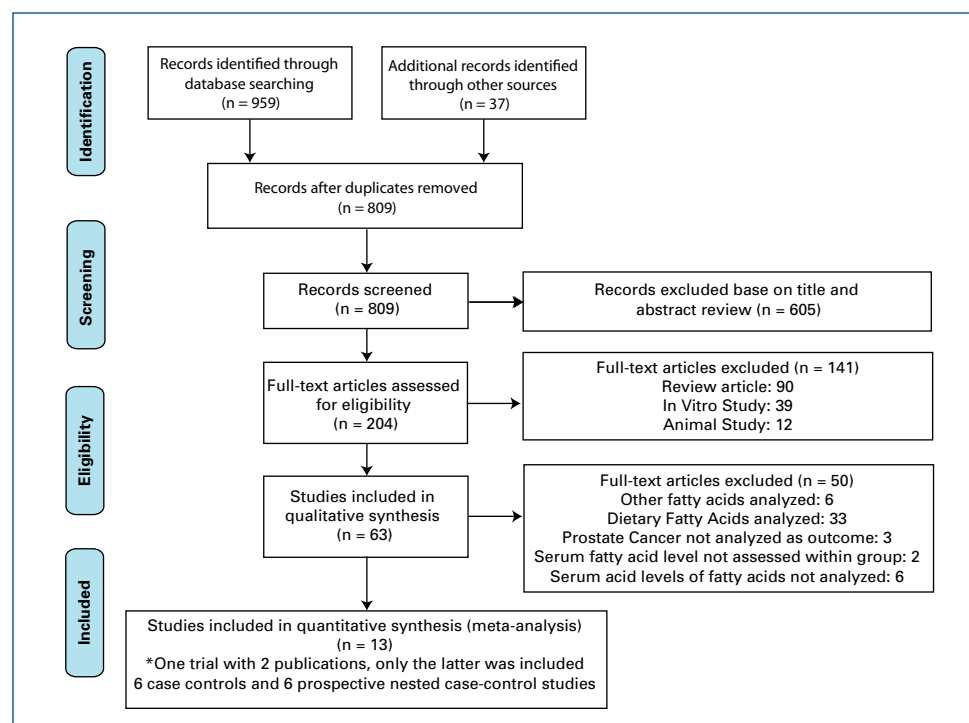 Identification
Records identified through
database searching
(n = 959)
Additional records identified
through other sources
(n = 37)
Records after duplicates removed
(n = 809)
Screening
Records screened
(n = 809)
Records excluded base on title and
abstract review (n = 605)
Eligibility
Full-text articles assessed
for eligibility
(n = 204)
Full-text articles excluded (n = 141)
Review article: 90
In Vitro Study: 39
Animal Study: 12
Studies included in
qualitative synthesis
(n = 63)
Full-text articles excluded (n = 50)
Other fatty acids analyzed: 6
Dietary Fatty Acids analyzed: 33
Prostate Cancer not analyzed as outcome: 3
Serum fatty acid level not assessed within group: 2
Serum acid levels of fatty acids not analyzed: 6
Included
Studies included in quantitative synthesis (meta-analysis)
(n = 13)
*One trial with 2 publications, only the latter was included
6 case controls and 6 prospective nested case-control studies